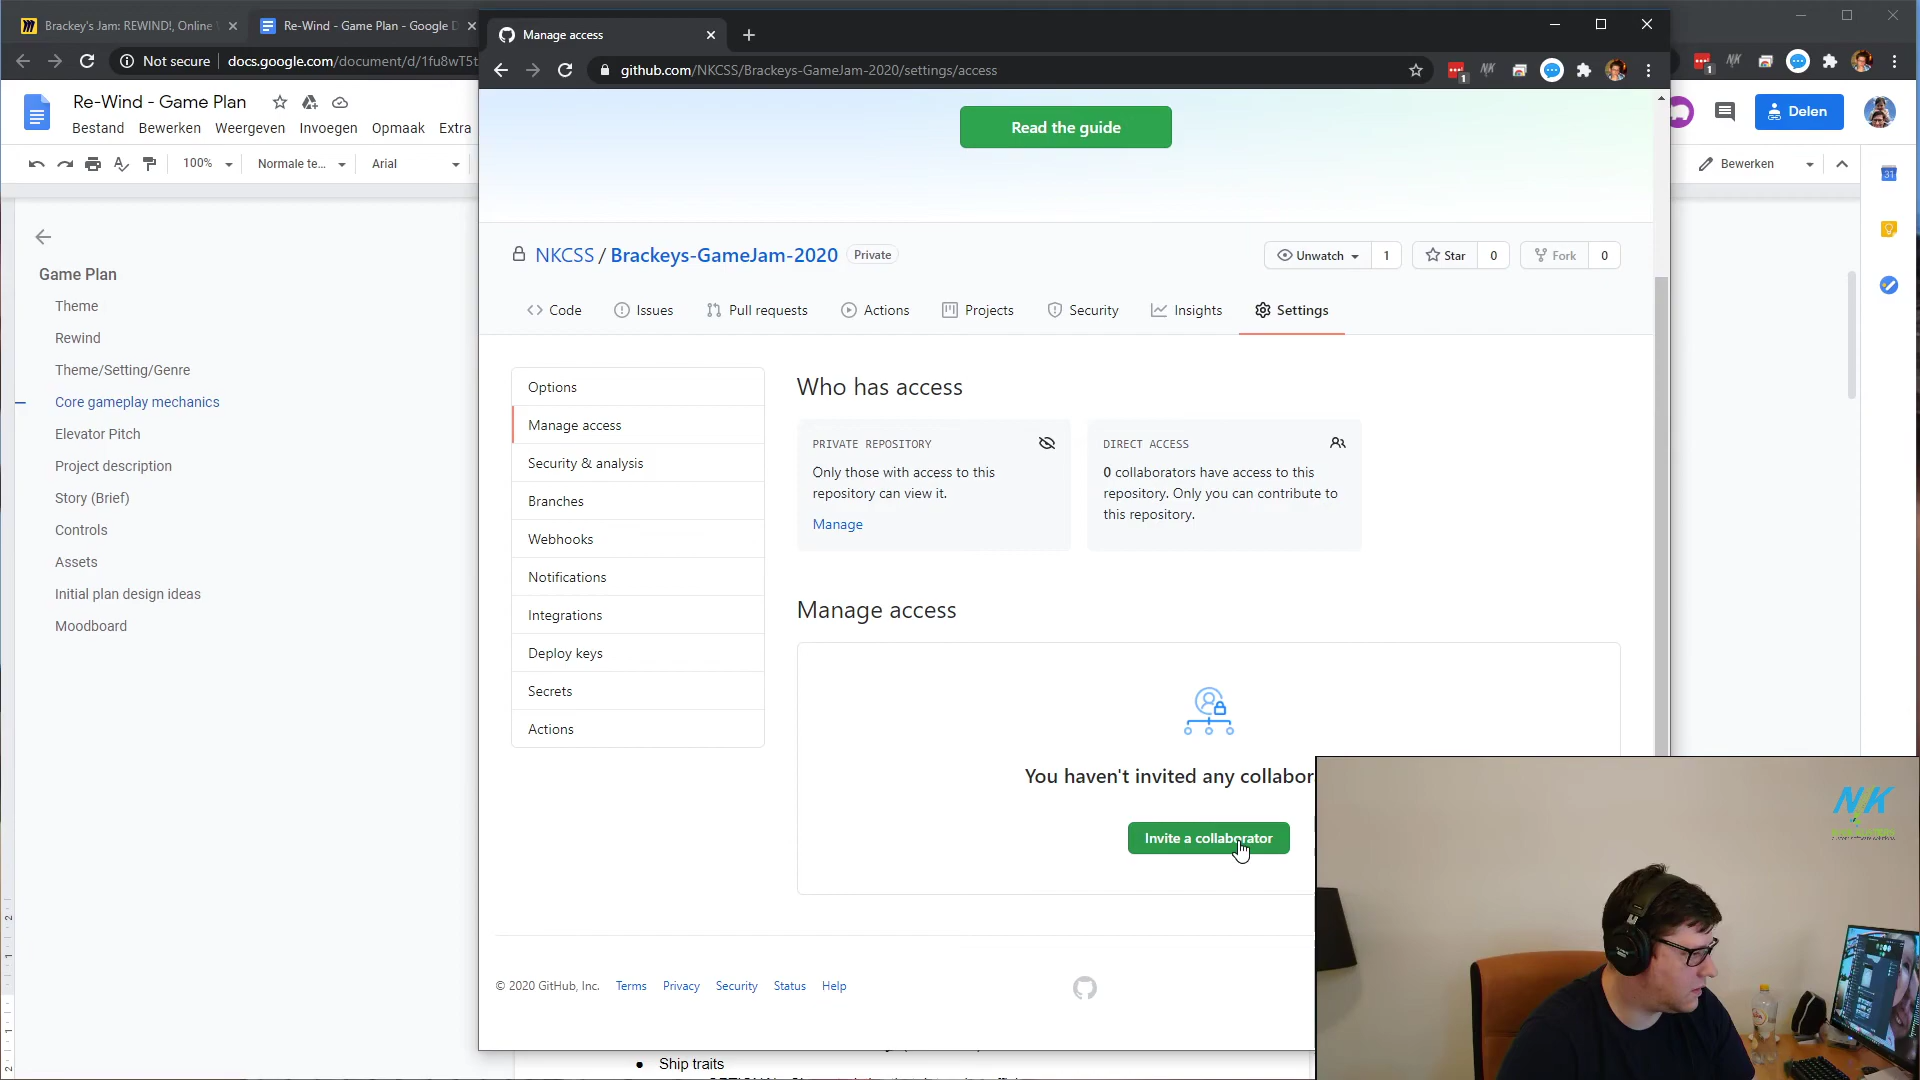 Brackey's Jam: REWIND!, Online
Re-Wind - Game Plan - Google D
Manage access
Not secure
docs.google.com/document/d/1fu8wT5t
github.com/NKCSS/Brackeys-GameJam-2020/settings/access
Re-Wind - Game Plan
Delen
Bestand Bewerken Weergeven Invoegen Opmaak Extra
100% Normale te... Arial
Bewerken
Read the guide
NKCSS / Brackeys-GameJam-2020 Private
Unwatch 1 Star 0 Fork 0
Code Issues Pull requests Actions Projects Security Insights Settings
Game Plan
Theme
Rewind
Theme/Setting/Genre
Core gameplay mechanics
Elevator Pitch
Project description
Story (Brief)
Controls
Assets
Initial plan design ideas
Moodboard
Options
Manage access
Security & analysis
Branches
Webhooks
Notifications
Integrations
Deploy keys
Secrets
Actions
Who has access
PRIVATE REPOSITORY
Only those with access to this
repository can view it.
Manage
DIRECT ACCESS
0 collaborators have access to this
repository. Only you can contribute to
this repository.
Manage access
You haven't invited any collabor
Invite a collaborator
© 2020 GitHub, Inc. Terms Privacy Security Status Help
Ship traits
NK